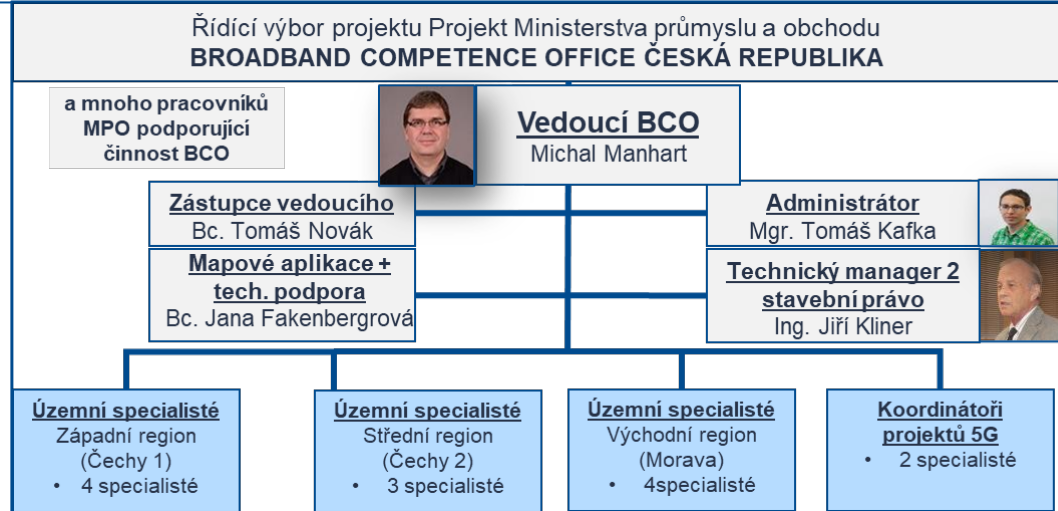 Řídící výbor projektu Projekt Ministerstva průmyslu a obchodu
BROADBAND COMPETENCE OFFICE ČESKÁ REPUBLIKA
a mnoho pracovníků
MPO podporující
činnost BCO
Vedoucí BCO
Michal Manhart
Zástupce vedoucího
Bc. Tomáš Novák
Administrátor
Mgr. Tomáš Kafka
Mapové aplikace +
tech. podpora
Bc. Jana Fakenbergrová
Technický manager 2
stavební právo
Ing. Jiří Kliner
Územní specialisté
Západní region
(Čechy 1)
• 4 specialisté
Územní specialisté
Střední region
(Čechy 2)
• 3 specialisté
Územní specialisté
Východní region
(Morava)
• 4specialisté
Koordinátoři
projektů 5G
• 2 specialisté